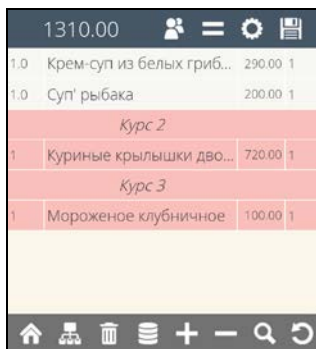 1310.00
1.0 Крем-суп из белых гриб... 290.00 1
1.0 Суп' рыбака 200.00 1
Курс 2
1 Куриные крылышки дво... 720.00 1
Курс 3
1 Мороженое клубничное 100.00 1